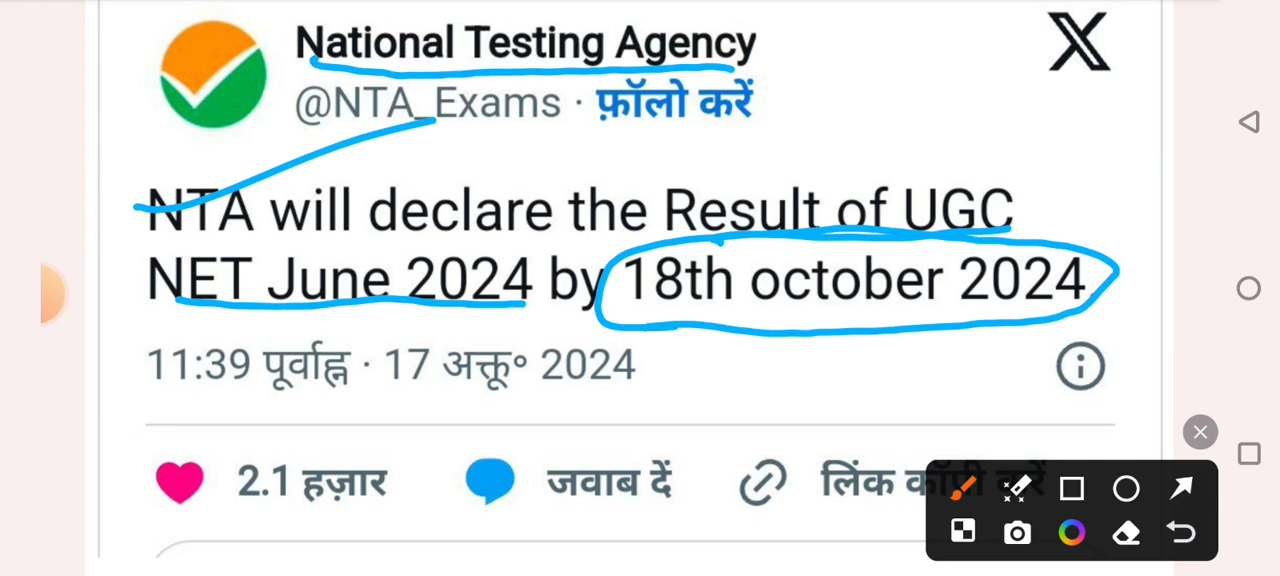 National Testing Agency
@NTA_Exams · फ़ॉलो करें
NTA will declare the Result of UGC
NET June 2024 by 18th october 2024
11:39 पूर्वाह्न · 17 अक्तू॰ 2024
2.1 हज़ार जवाब दें लिंक कॉपी करें